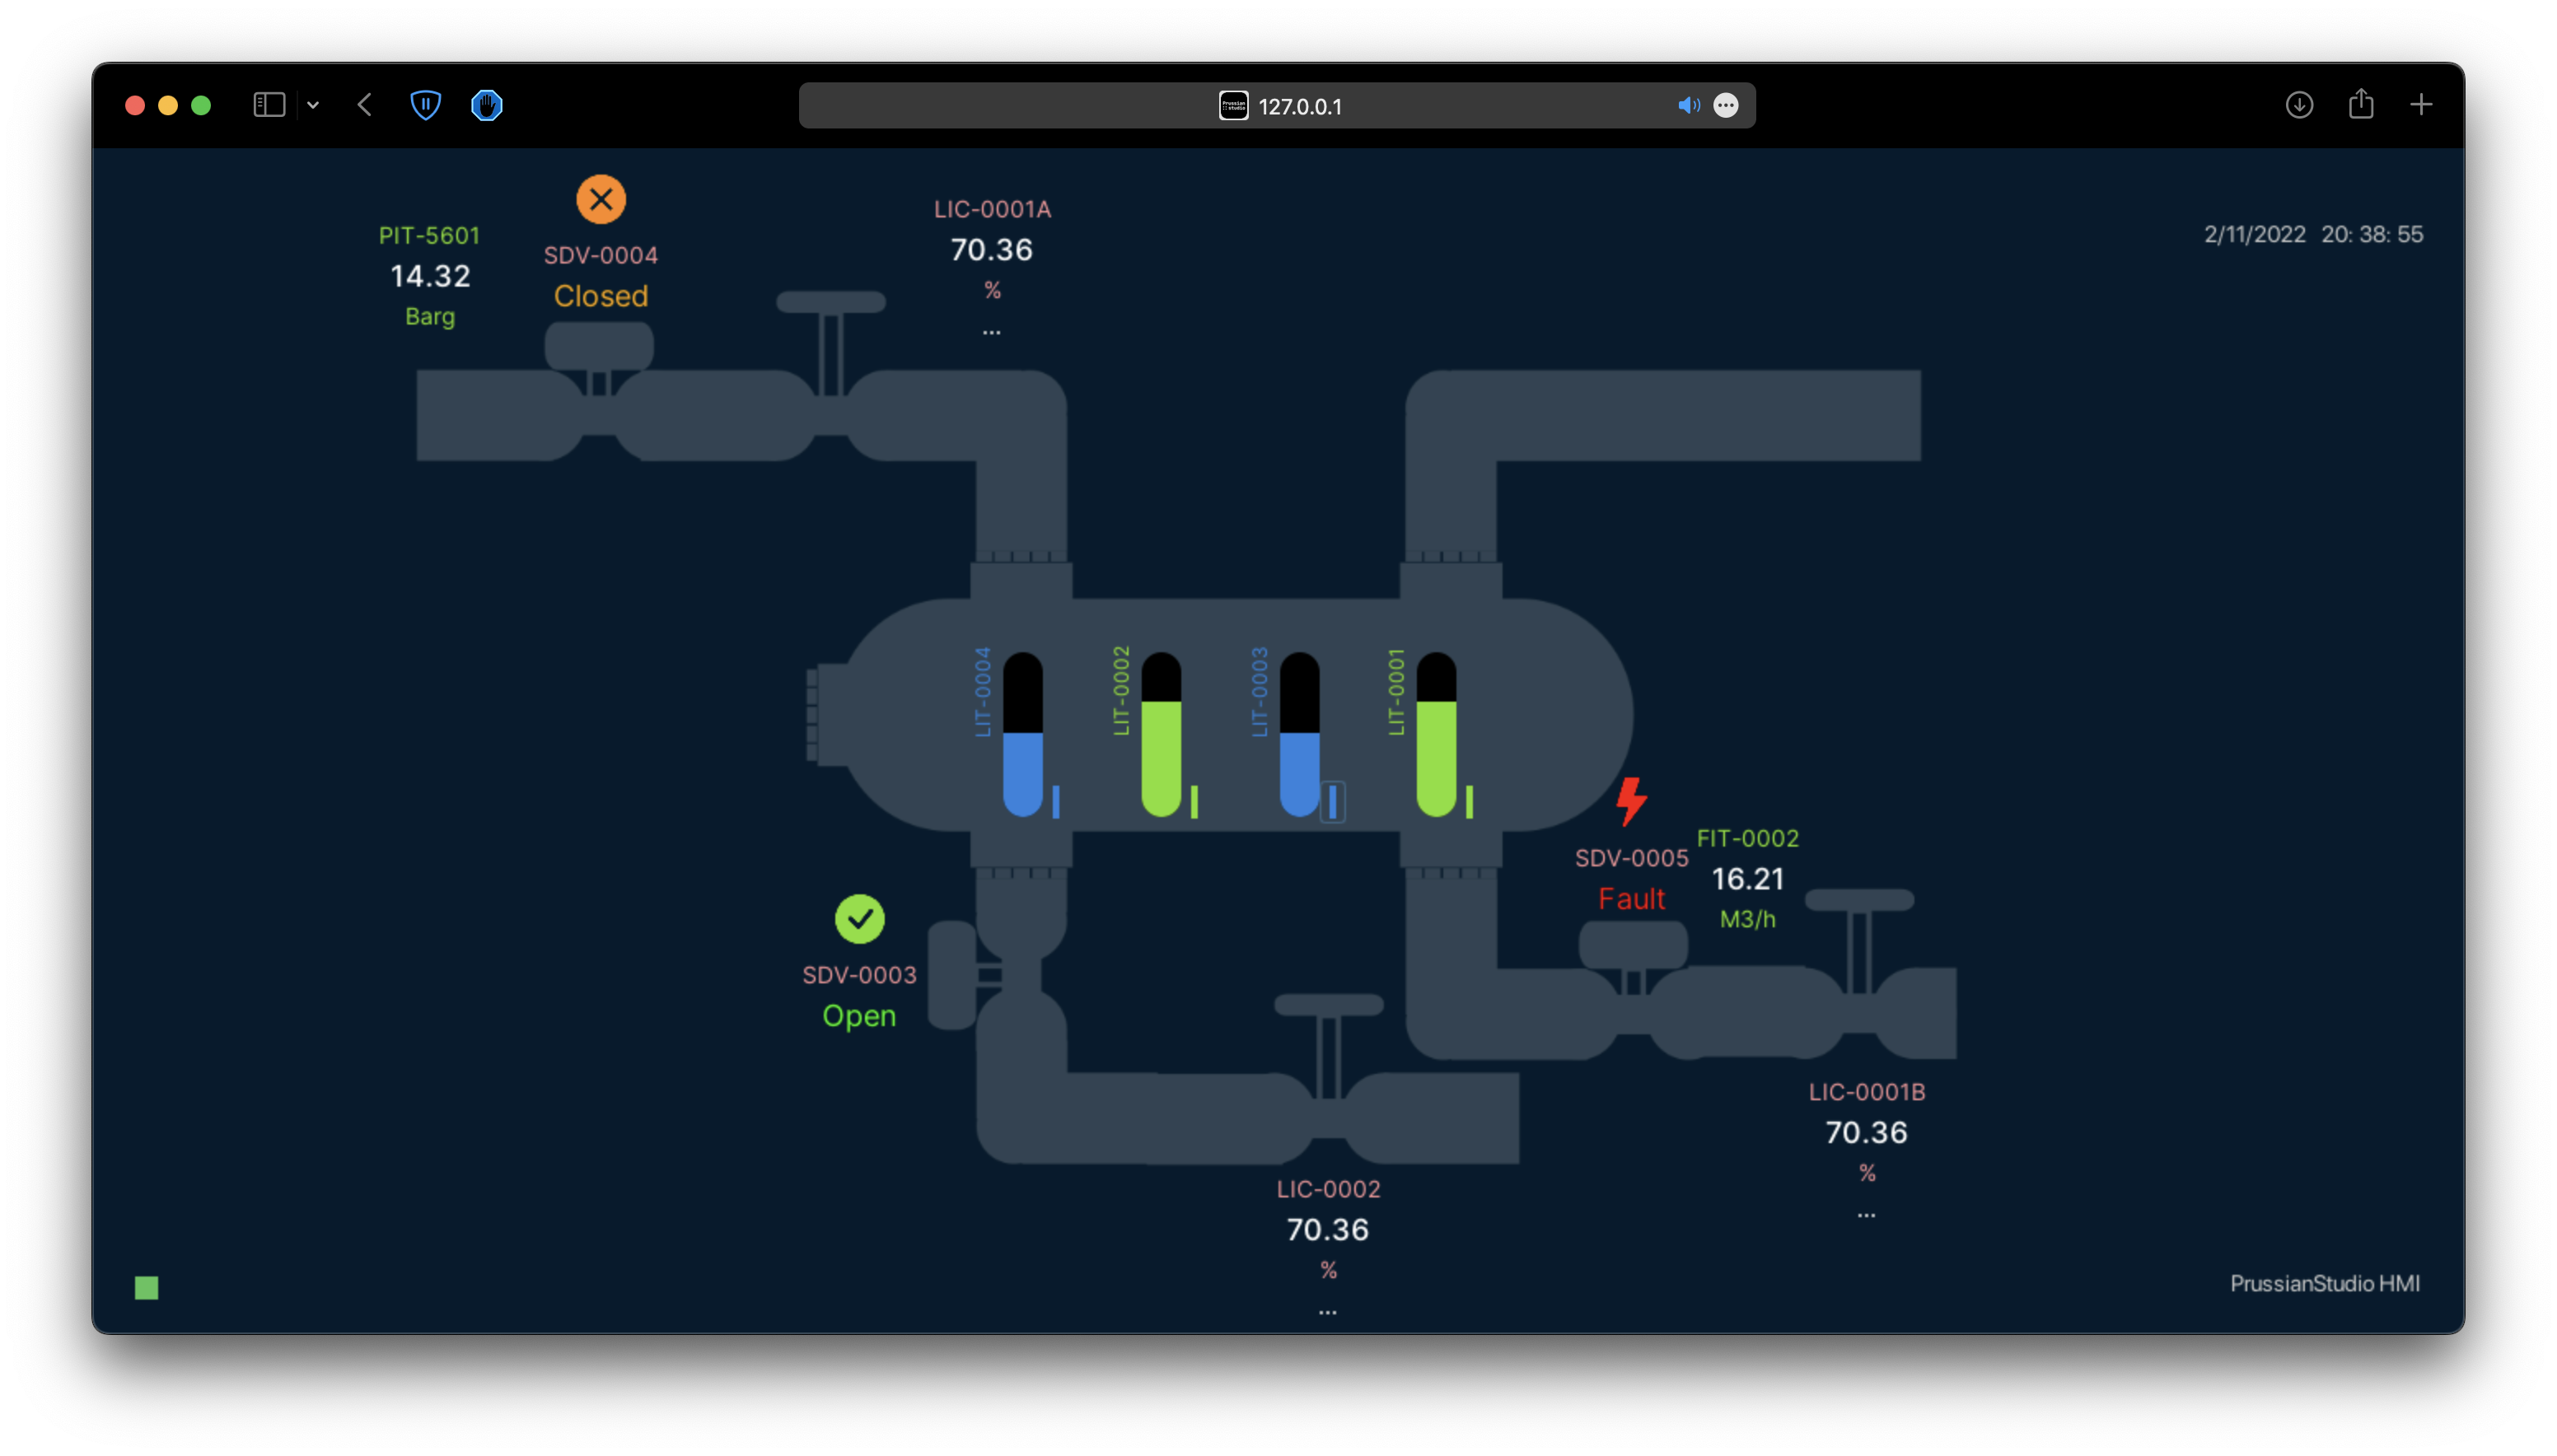 127.0.0.1
2/11/2022 20: 38: 55
PIT-5601
14.32
Barg
SDV-0004
Closed
LIC-0001A
70.36
%
...
LIT-0004
LIT-0002
LIT-0003
LIT-0001
SDV-0005
Fault
FIT-0002
16.21
M3/h
SDV-0003
Open
LIC-0001B
70.36
%
...
LIC-0002
70.36
%
...
PrussianStudio HMI